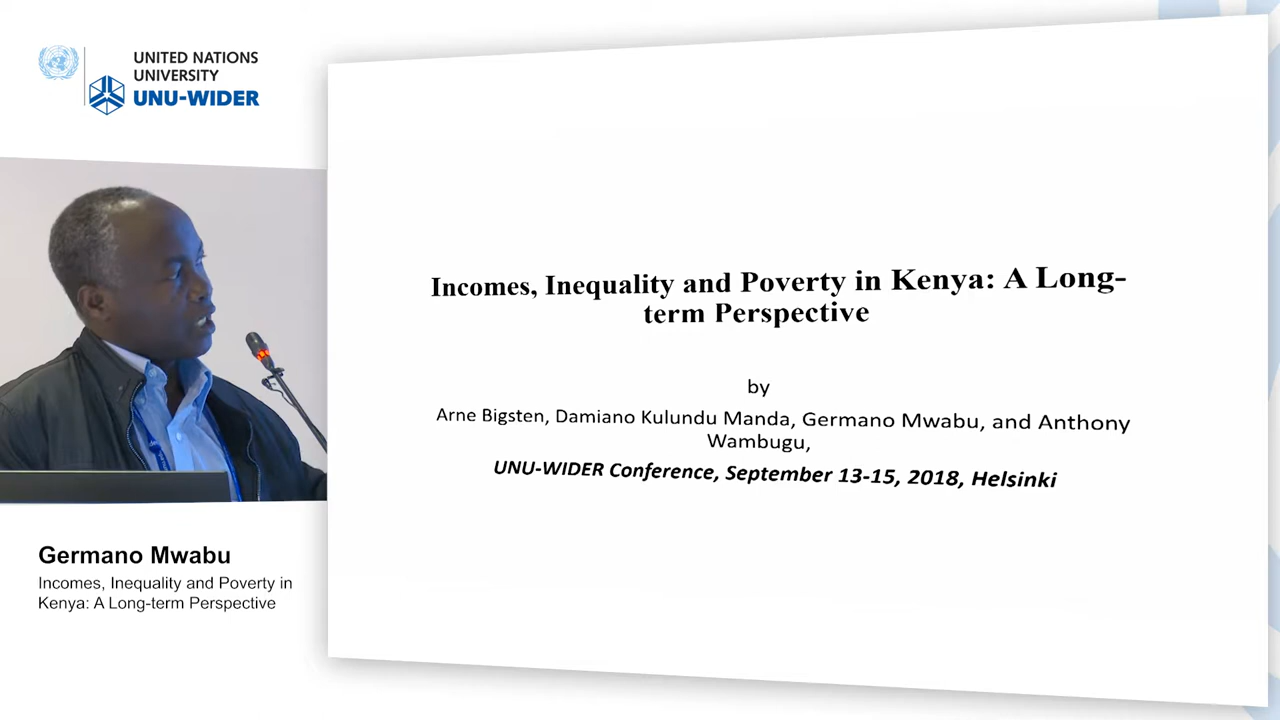 UNITED NATIONS
UNIVERSITY
UNU-WIDER
Incomes, Inequality and Poverty in Kenya: A Long-
term Perspective
by
Arne Bigsten, Damiano Kulundu Manda, Germano Mwabu, and Anthony
Wambugu,
UNU-WIDER Conference, September 13-15, 2018, Helsinki
Germano Mwabu
Incomes, Inequality and Poverty in
Kenya: A Long-term Perspective